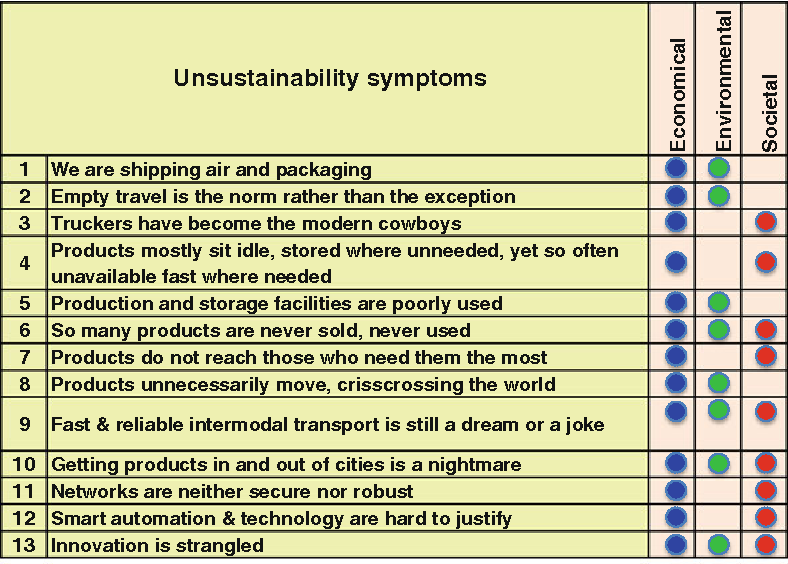 Unsustainability symptoms
Economical
Environmental
Societal
1 We are shipping air and packaging
2 Empty travel is the norm rather than the exception
3 Truckers have become the modern cowboys
4 Products mostly sit idle, stored where unneeded, yet so often
unavailable fast where needed
5 Production and storage facilities are poorly used
6 So many products are never sold, never used
7 Products do not reach those who need them the most
8 Products unnecessarily move, crisscrossing the world
9 Fast & reliable intermodal transport is still a dream or a joke
10 Getting products in and out of cities is a nightmare
11 Networks are neither secure nor robust
12 Smart automation & technology are hard to justify
13 Innovation is strangled